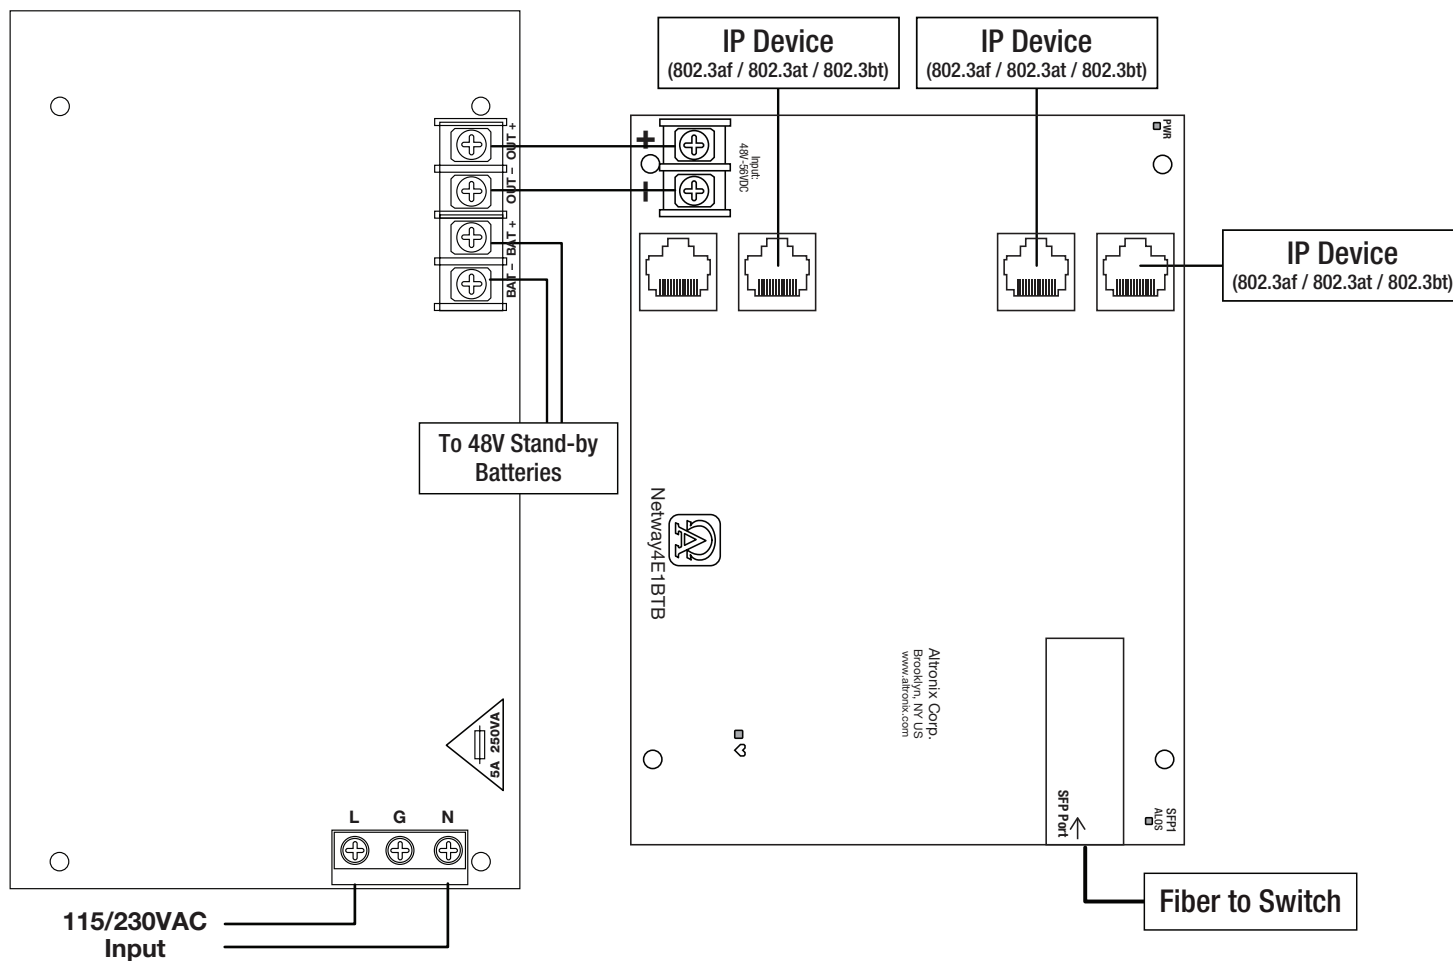 IP Device
(802.3af / 802.3at / 802.3bt)
IP Device
(802.3af / 802.3at / 802.3bt)
OUT +
OUT –
BAT +
BAT –
+
–
Input:
48V-56VDC
PWR
IP Device
(802.3af / 802.3at / 802.3bt)
To 48V Stand-by
Batteries
Netway4E1BTB
Altronix Corp.
Brooklyn, NY US
www.altronix.com
5A 250VA
L G N
SFP Port
SFP1
ALOS
115/230VAC
Input
Fiber to Switch